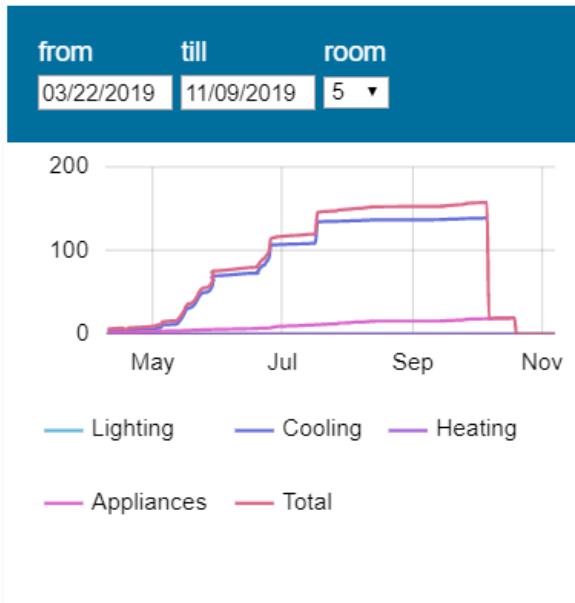 from till room
03/22/2019 11/09/2019 5
200
100
0
May Jul Sep Nov
Lighting Cooling Heating
Appliances Total